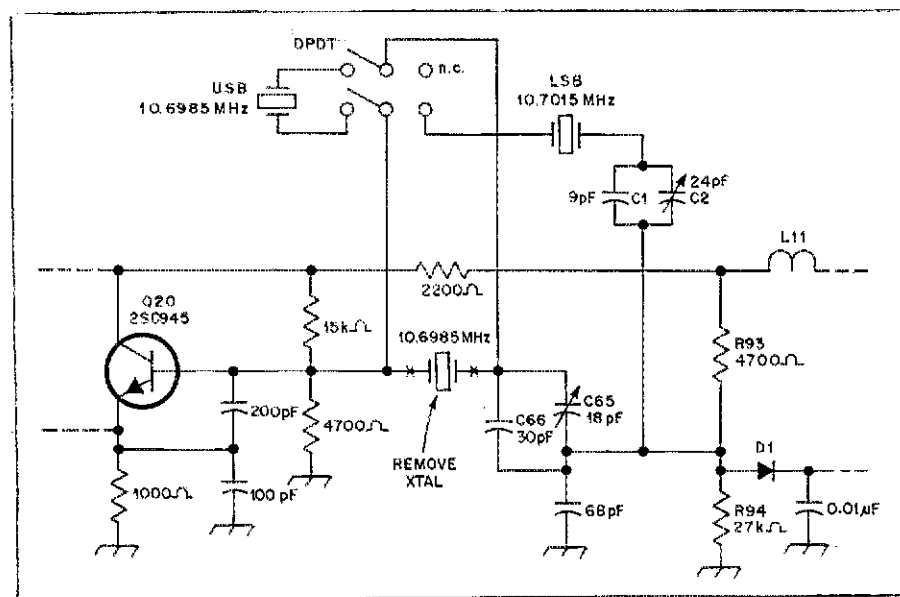 DPDT
n.c.
USB
10.6985 MHz
LSB
10.7015 MHz
9pF
C1
24pF
C2
L11
2200Ω
Q20
2SC945
15kΩ
10.6985 MHz
R93
4700Ω
200pF
4700Ω
C66
30pF
C65
18pF
REMOVE
XTAL
D1
1000Ω
100pF
68pF
R94
27kΩ
0.01µF